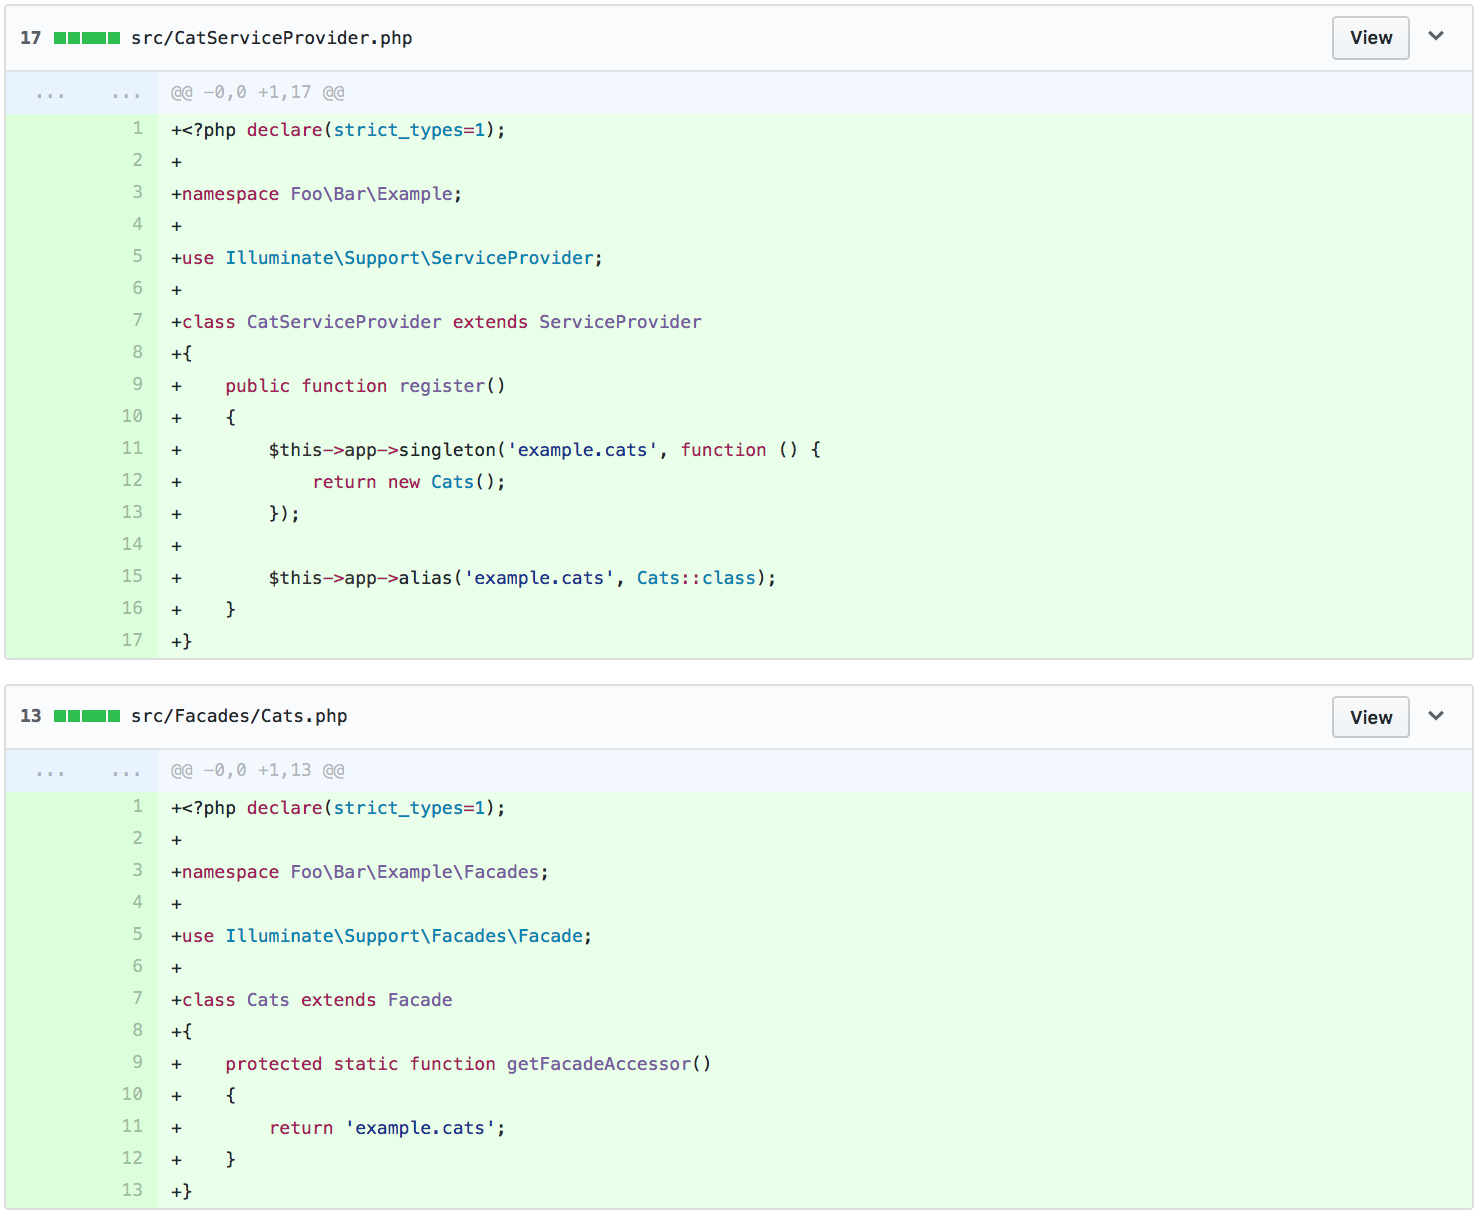 17 src/CatServiceProvider.php View
... ... @@ -0,0 +1,17 @@
1 +<?php declare(strict_types=1);
2 +
3 +namespace Foo\Bar\Example;
4 +
5 +use Illuminate\Support\ServiceProvider;
6 +
7 +class CatServiceProvider extends ServiceProvider
8 +{
9 +    public function register()
10 +    {
11 +        $this->app->singleton('example.cats', function () {
12 +            return new Cats();
13 +        });
14 +
15 +        $this->app->alias('example.cats', Cats::class);
16 +    }
17 +}
13 src/Facades/Cats.php View
... ... @@ -0,0 +1,13 @@
1 +<?php declare(strict_types=1);
2 +
3 +namespace Foo\Bar\Example\Facades;
4 +
5 +use Illuminate\Support\Facades\Facade;
6 +
7 +class Cats extends Facade
8 +{
9 +    protected static function getFacadeAccessor()
10 +    {
11 +        return 'example.cats';
12 +    }
13 +}